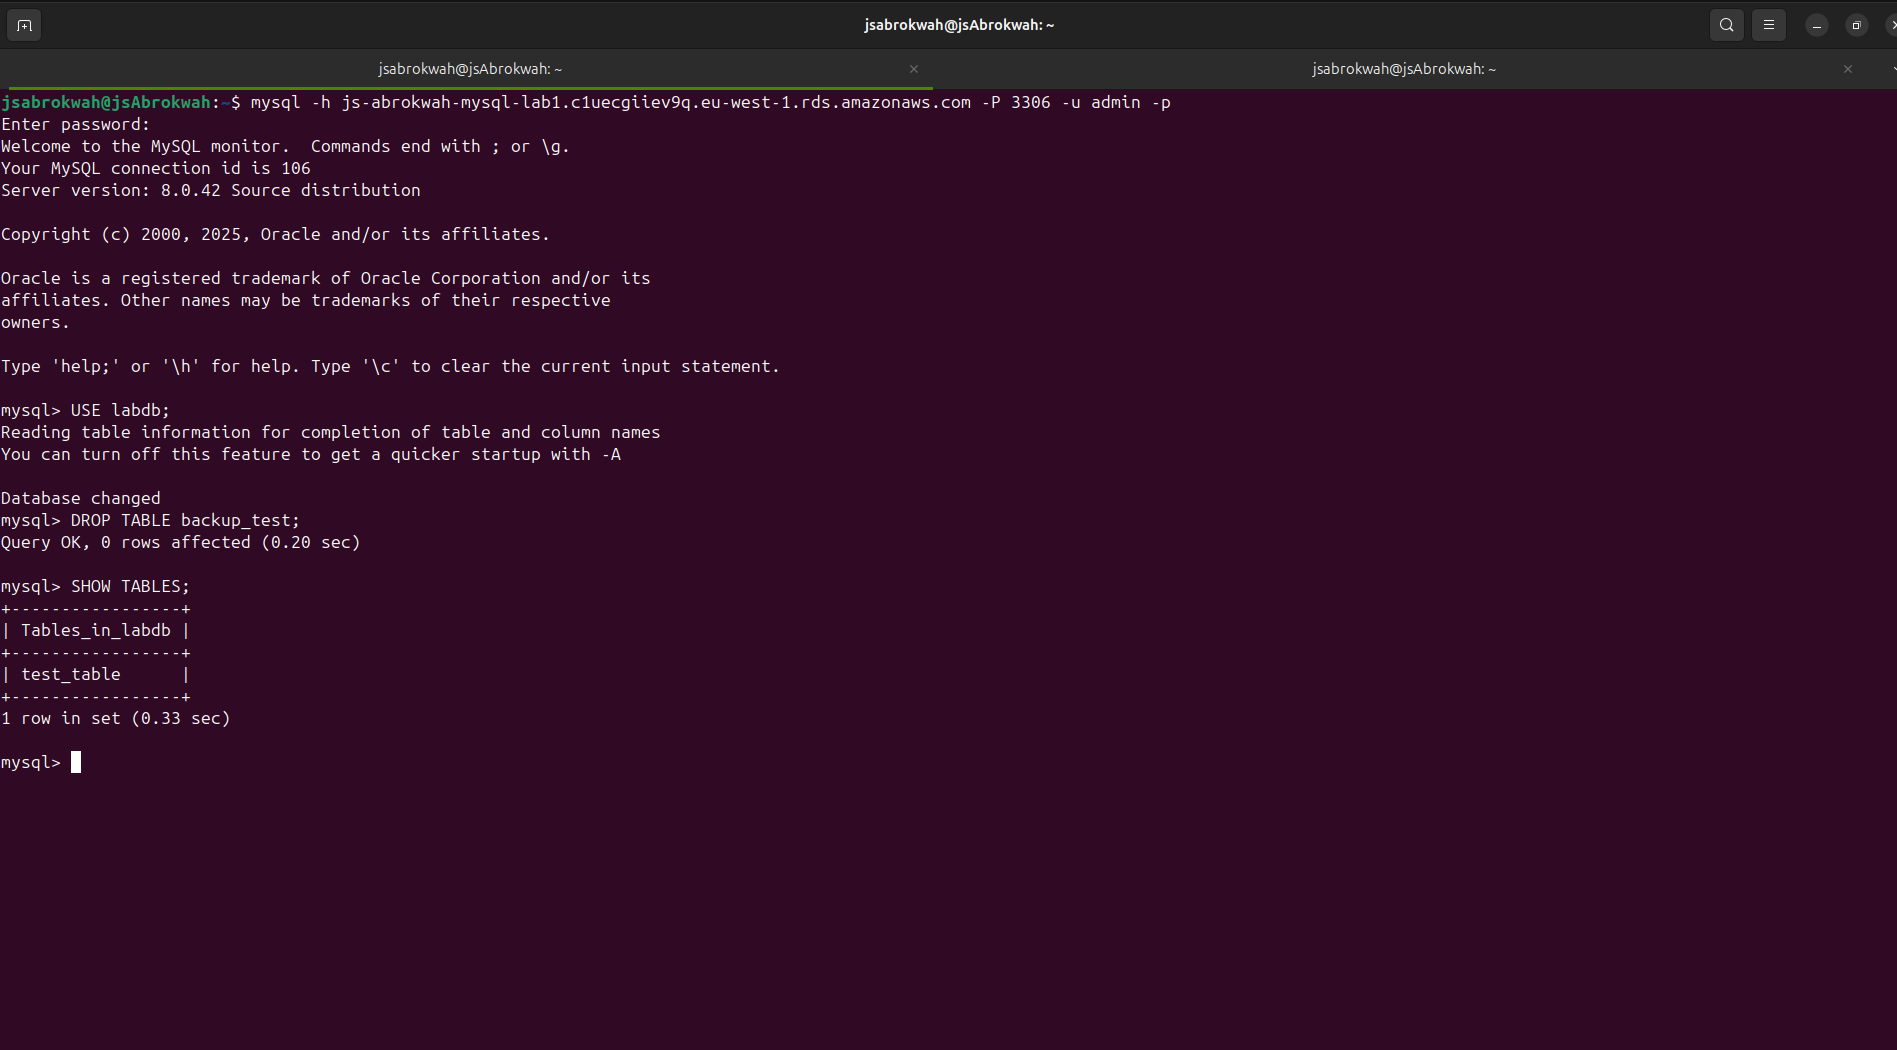 jsabrokwah@jsAbrokwah: ~
jsabrokwah@jsAbrokwah: ~
jsabrokwah@jsAbrokwah: ~
jsabrokwah@jsAbrokwah:~$ mysql -h js-abrokwah-mysql-lab1.c1uecgiiev9q.eu-west-1.rds.amazonaws.com -P 3306 -u admin -p
Enter password:
Welcome to the MySQL monitor.  Commands end with ; or \g.
Your MySQL connection id is 106
Server version: 8.0.42 Source distribution
Copyright (c) 2000, 2025, Oracle and/or its affiliates.
Oracle is a registered trademark of Oracle Corporation and/or its
affiliates. Other names may be trademarks of their respective
owners.
Type 'help;' or '\h' for help. Type '\c' to clear the current input statement.
mysql> USE labdb;
Reading table information for completion of table and column names
You can turn off this feature to get a quicker startup with -A
Database changed
mysql> DROP TABLE backup_test;
Query OK, 0 rows affected (0.20 sec)
mysql> SHOW TABLES;
+-----------------+
| Tables_in_labdb |
+-----------------+
| test_table      |
+-----------------+
1 row in set (0.33 sec)
mysql>